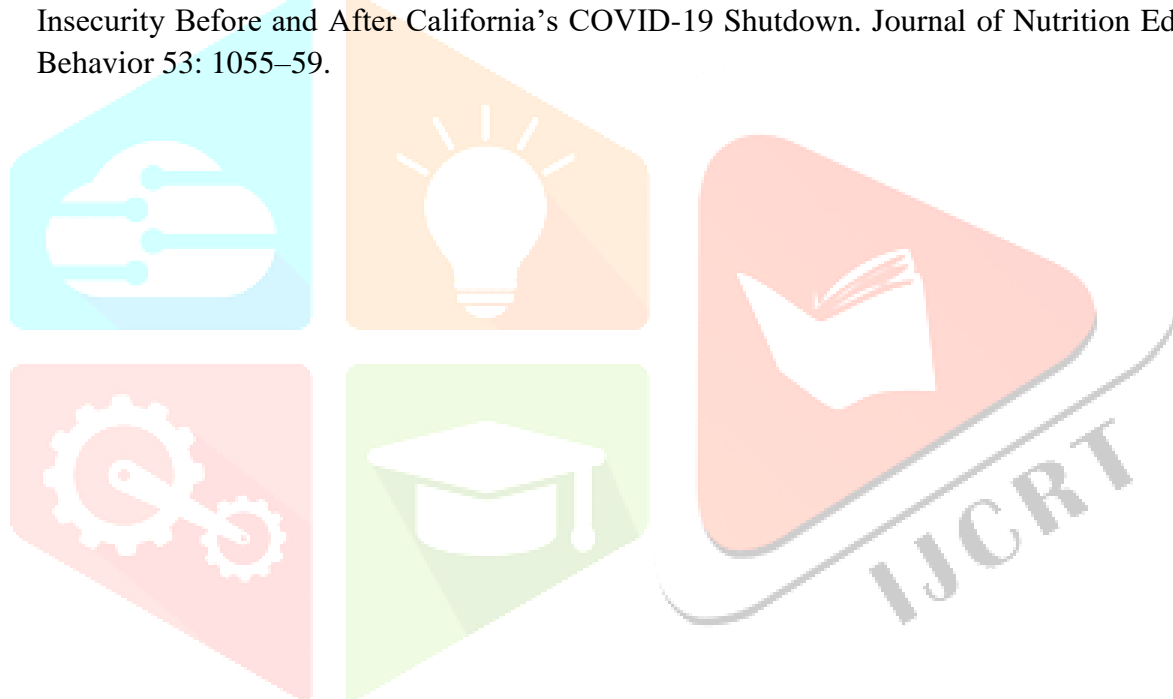 Insecurity Before and After California’s COVID-19 Shutdown. Journal of Nutrition Ed
Behavior 53: 1055–59.
IJCRT